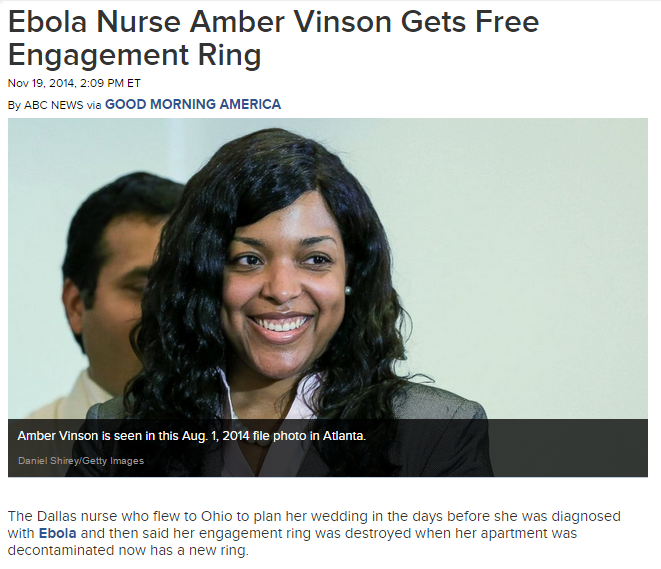 Ebola Nurse Amber Vinson Gets Free
Engagement Ring
Nov 19, 2014, 2:09 PM ET
By ABC NEWS via GOOD MORNING AMERICA
Amber Vinson is seen in this Aug. 1, 2014 file photo in Atlanta.
Daniel Shirey/Getty Images
The Dallas nurse who flew to Ohio to plan her wedding in the days before she was diagnosed
with Ebola and then said her engagement ring was destroyed when her apartment was
decontaminated now has a new ring.